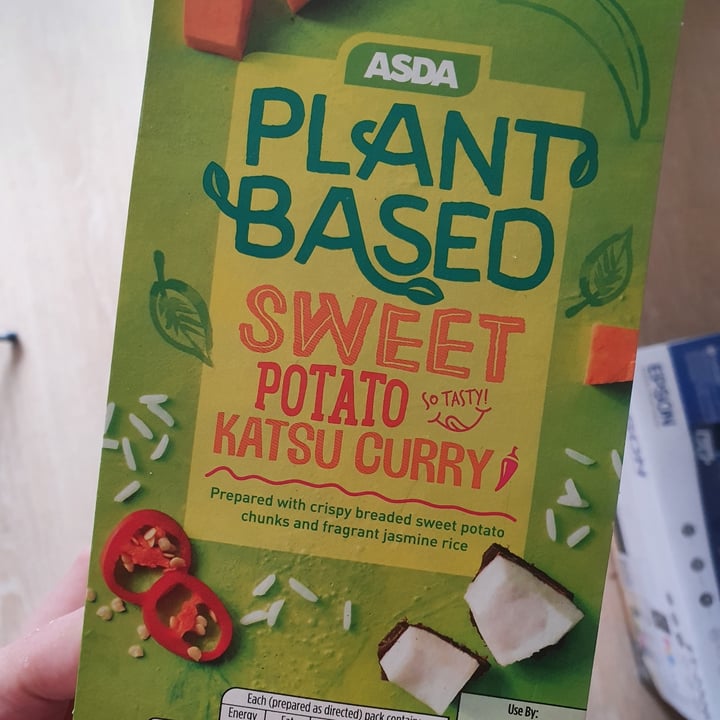 ASDA
PLANT
BASED
SWEET
POTATO
SO TASTY!
KATSU CURRY
Prepared with crispy breaded sweet potato
chunks and fragrant jasmine rice
Each (prepared as directed) pack
Energy
Use By:
EPSON